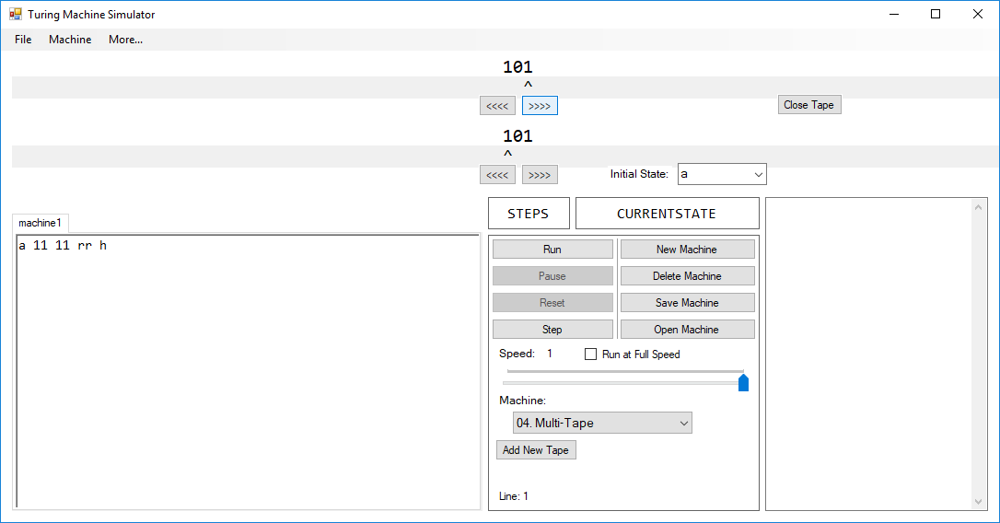 Turing Machine Simulator
File Machine More...
101
^
<<<< >>>> Close Tape
101
^
<<<< >>>> Initial State: a
machine1
a 11 11 rr h
STEPS CURRENTSTATE
Run New Machine
Pause Delete Machine
Reset Save Machine
Step Open Machine
Speed: 1 Run at Full Speed
Machine:
04. Multi-Tape
Add New Tape
Line: 1